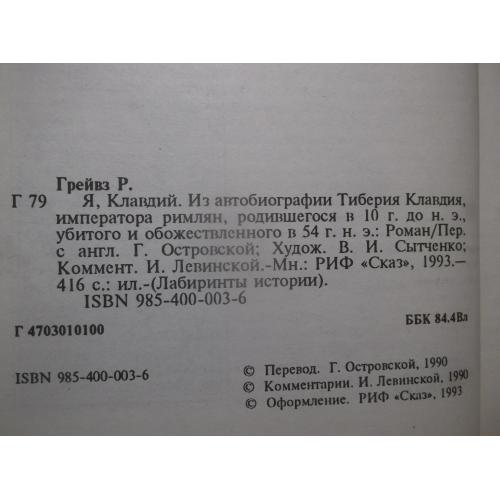 Грейвз Р.
Г 79 Я, Клавдий. Из автобиографии Тиберия Клавдия,
императора римлян, родившегося в 10 г. до н. э.,
убитого и обожествленного в 54 г. н. э.: Роман/Пер.
с англ. Г. Островской; Худож. В. И. Сытченко;
Коммент. И. Левинской.-Мн.: РИФ «Сказ», 1993.—
416 с.: ил.-(Лабиринты истории).
ISBN 985-400-003-6
Г 4703010100 ББК 84.4Вл
ISBN 985-400-003-6
© Перевод. Г. Островской, 1990
© Комментарии. И. Левинской, 1990
© Оформление. РИФ «Сказ», 1993